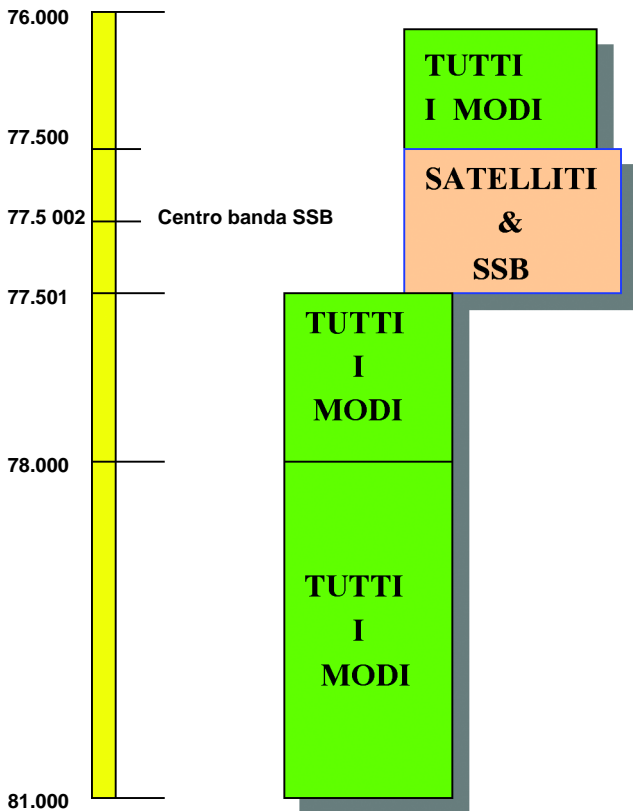 76.000
TUTTI
I MODI
77.500
SATELLITI
&
SSB
77.5 002
Centro banda SSB
77.501
TUTTI
I
MODI
78.000
TUTTI
I
MODI
81.000